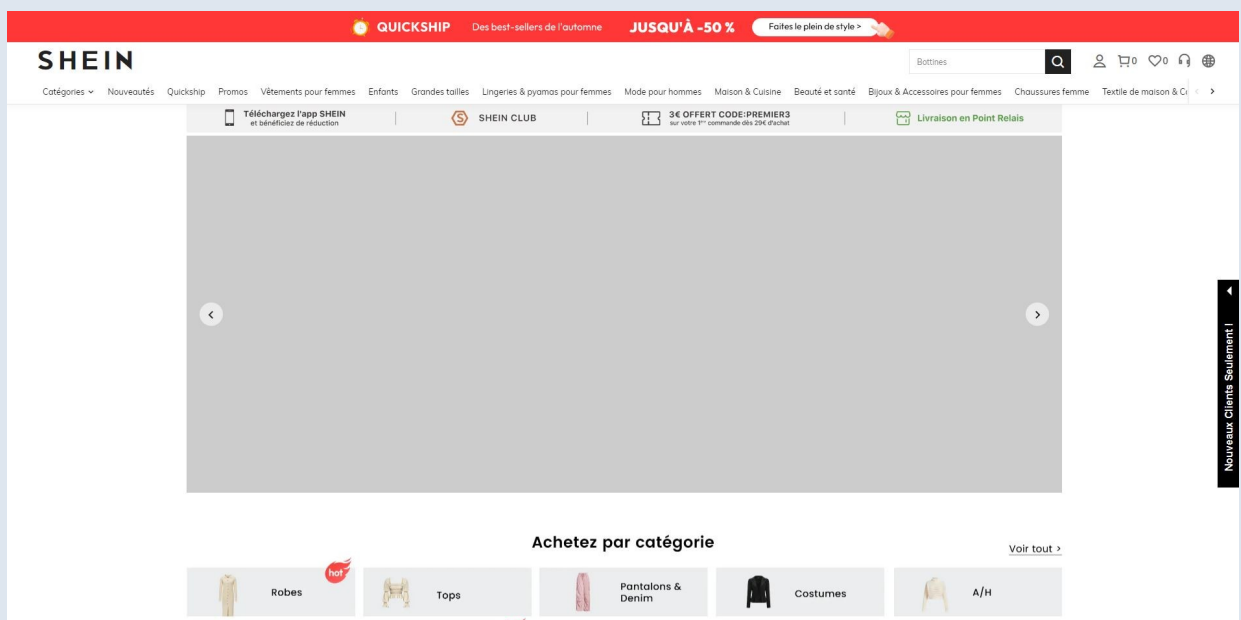 QUICKSHIP Des best-sellers de l'automne JUSQU'À -50 % Faites le plein de style >
SHEIN
Bottines
0 0
Catégories Nouveautés Quickship Promos Vêtements pour femmes Enfants Grandes tailles Lingeries & pyamas pour femmes Mode pour hommes Maison & Cuisine Beauté et santé Bijoux & Accessoires pour femmes Chaussures femme Textile de maison &
Téléchargez l'app SHEIN
et bénéficiez de réduction
SHEIN CLUB
3€ OFFERT CODE:PREMIER3
sur votre 1ère commande dès 29€ d'achat
Livraison en Point Relais
Nouveaux Clients Seulement !
Achetez par catégorie
Voir tout >
hot
Robes
Tops
Pantalons &
Denim
Costumes
A/H